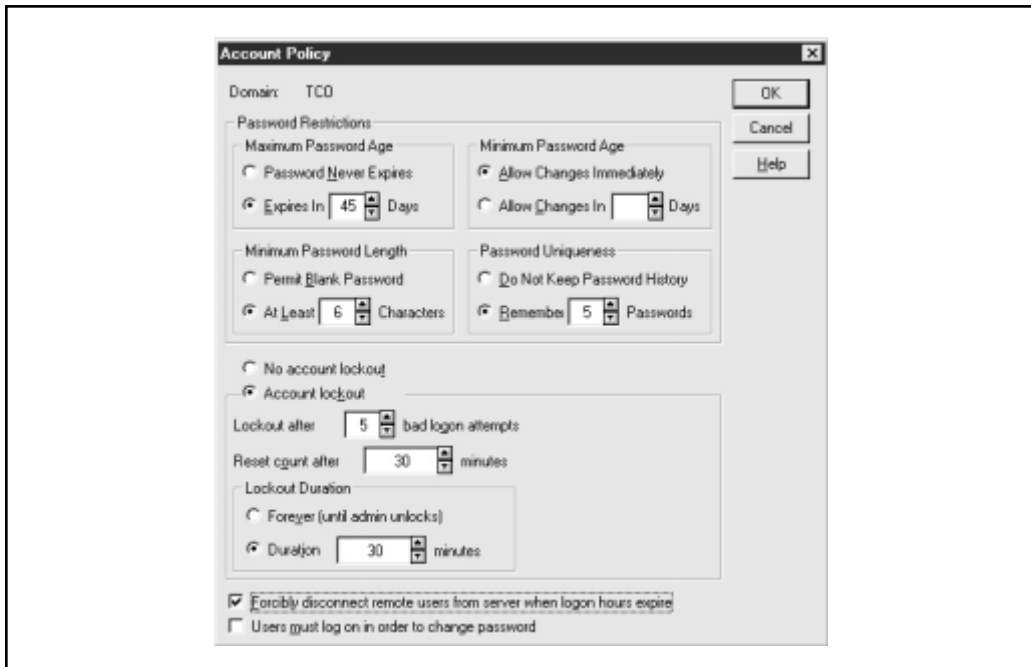 Account Policy
Domain: TCO
OK
Cancel
Help
Password Restrictions
Maximum Password Age
Password Never Expires
Expires In 45 Days
Minimum Password Age
Allow Changes Immediately
Allow Changes In Days
Minimum Password Length
Permit Blank Password
At Least 6 Characters
Password Uniqueness
Do Not Keep Password History
Remember 5 Passwords
No account lockout
Account lockout
Lockout after 5 bad logon attempts
Reset count after 30 minutes
Lockout Duration
Forever (until admin unlocks)
Duration 30 minutes
Forcibly disconnect remote users from server when logon hours expire
Users must log on in order to change password